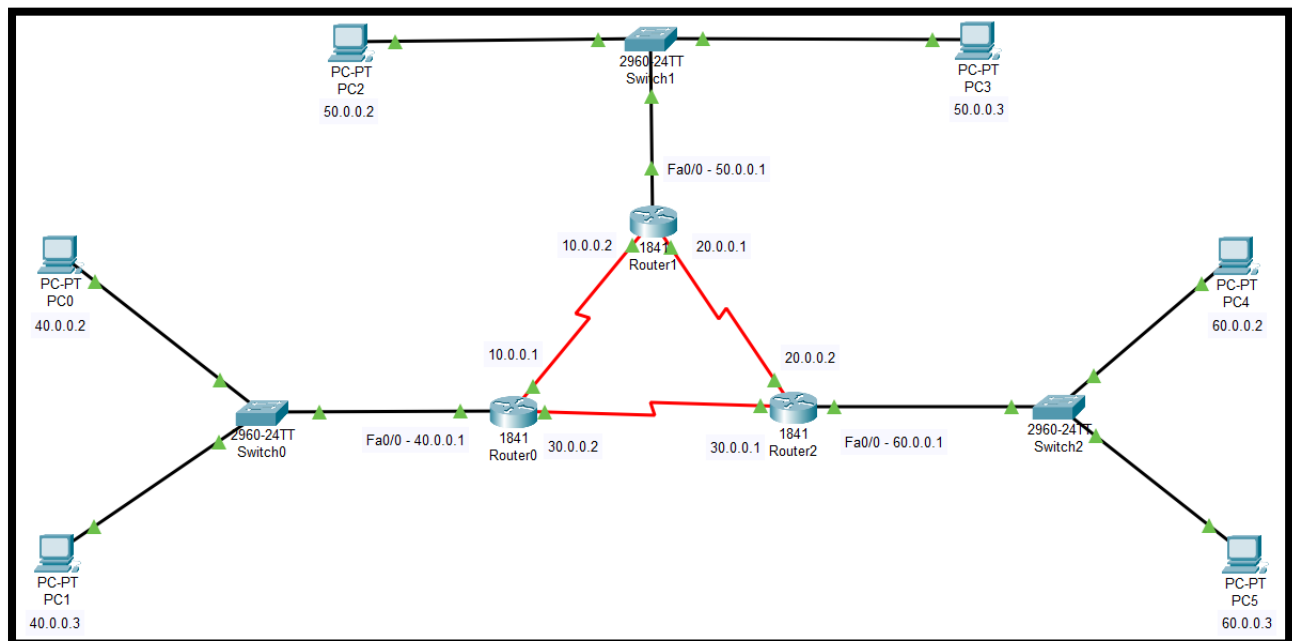 PC-PT
PC2
50.0.0.2
2960-24TT
Switch1
PC-PT
PC3
50.0.0.3
Fa0/0 - 50.0.0.1
10.0.0.2
1841
Router1
20.0.0.1
PC-PT
PC0
40.0.0.2
PC-PT
PC4
60.0.0.2
10.0.0.1
20.0.0.2
2960-24TT
Switch0
Fa0/0 - 40.0.0.1
1841
Router0
30.0.0.2
30.0.0.1
1841
Router2
Fa0/0 - 60.0.0.1
2960-24TT
Switch2
PC-PT
PC1
40.0.0.3
PC-PT
PC5
60.0.0.3